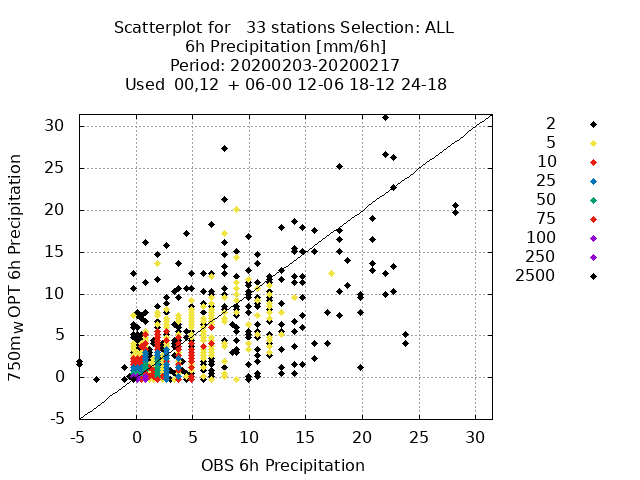 Scatterplot for   33 stations Selection: ALL
6h Precipitation [mm/6h]
Period: 20200203-20200217
Used  00,12  + 06-00 12-06 18-12 24-18
750mw OPT 6h Precipitation
30
25
20
15
10
5
0
-5
-5 0 5 10 15 20 25 30
OBS 6h Precipitation
2
5
10
25
50
75
100
250
2500